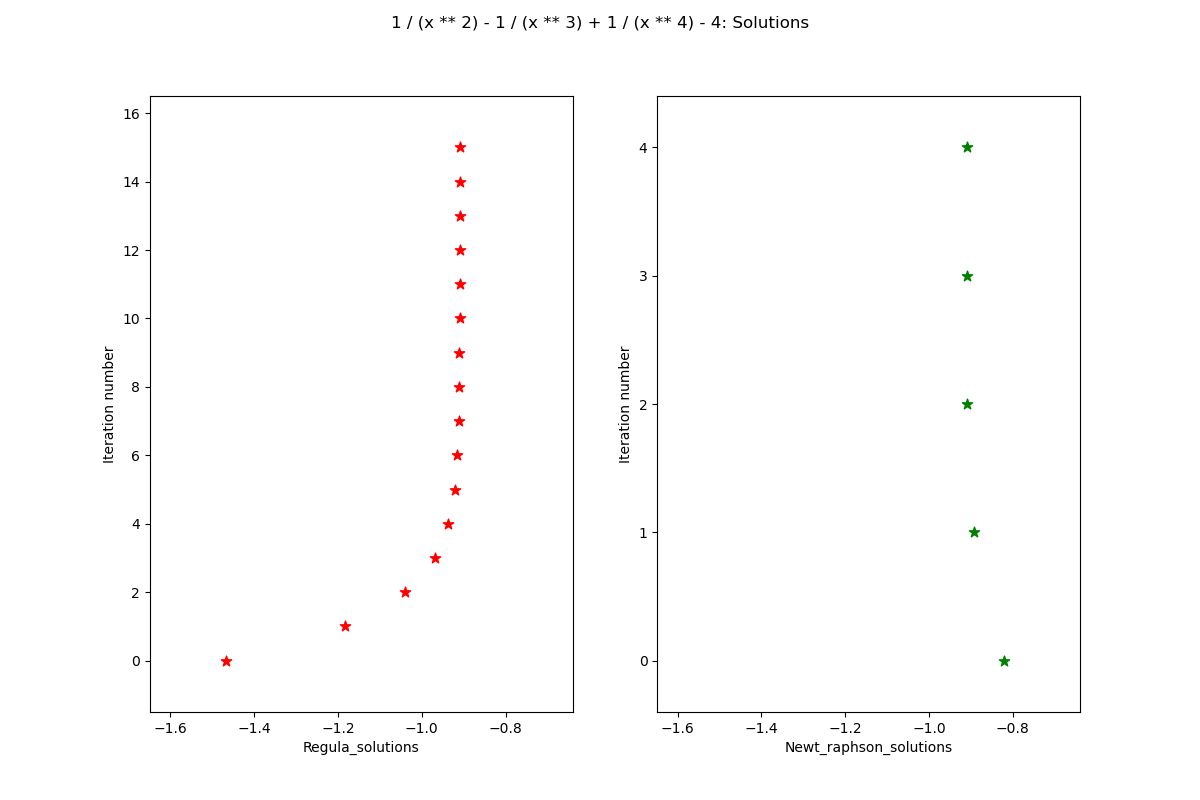 1 / (x ** 2) - 1 / (x ** 3) + 1 / (x ** 4) - 4: Solutions
16
14
12
10
8
6
4
2
0
Iteration number
−1.6 −1.4 −1.2 −1.0 −0.8
Regula_solutions
4
3
2
1
0
Iteration number
−1.6 −1.4 −1.2 −1.0 −0.8
Newt_raphson_solutions